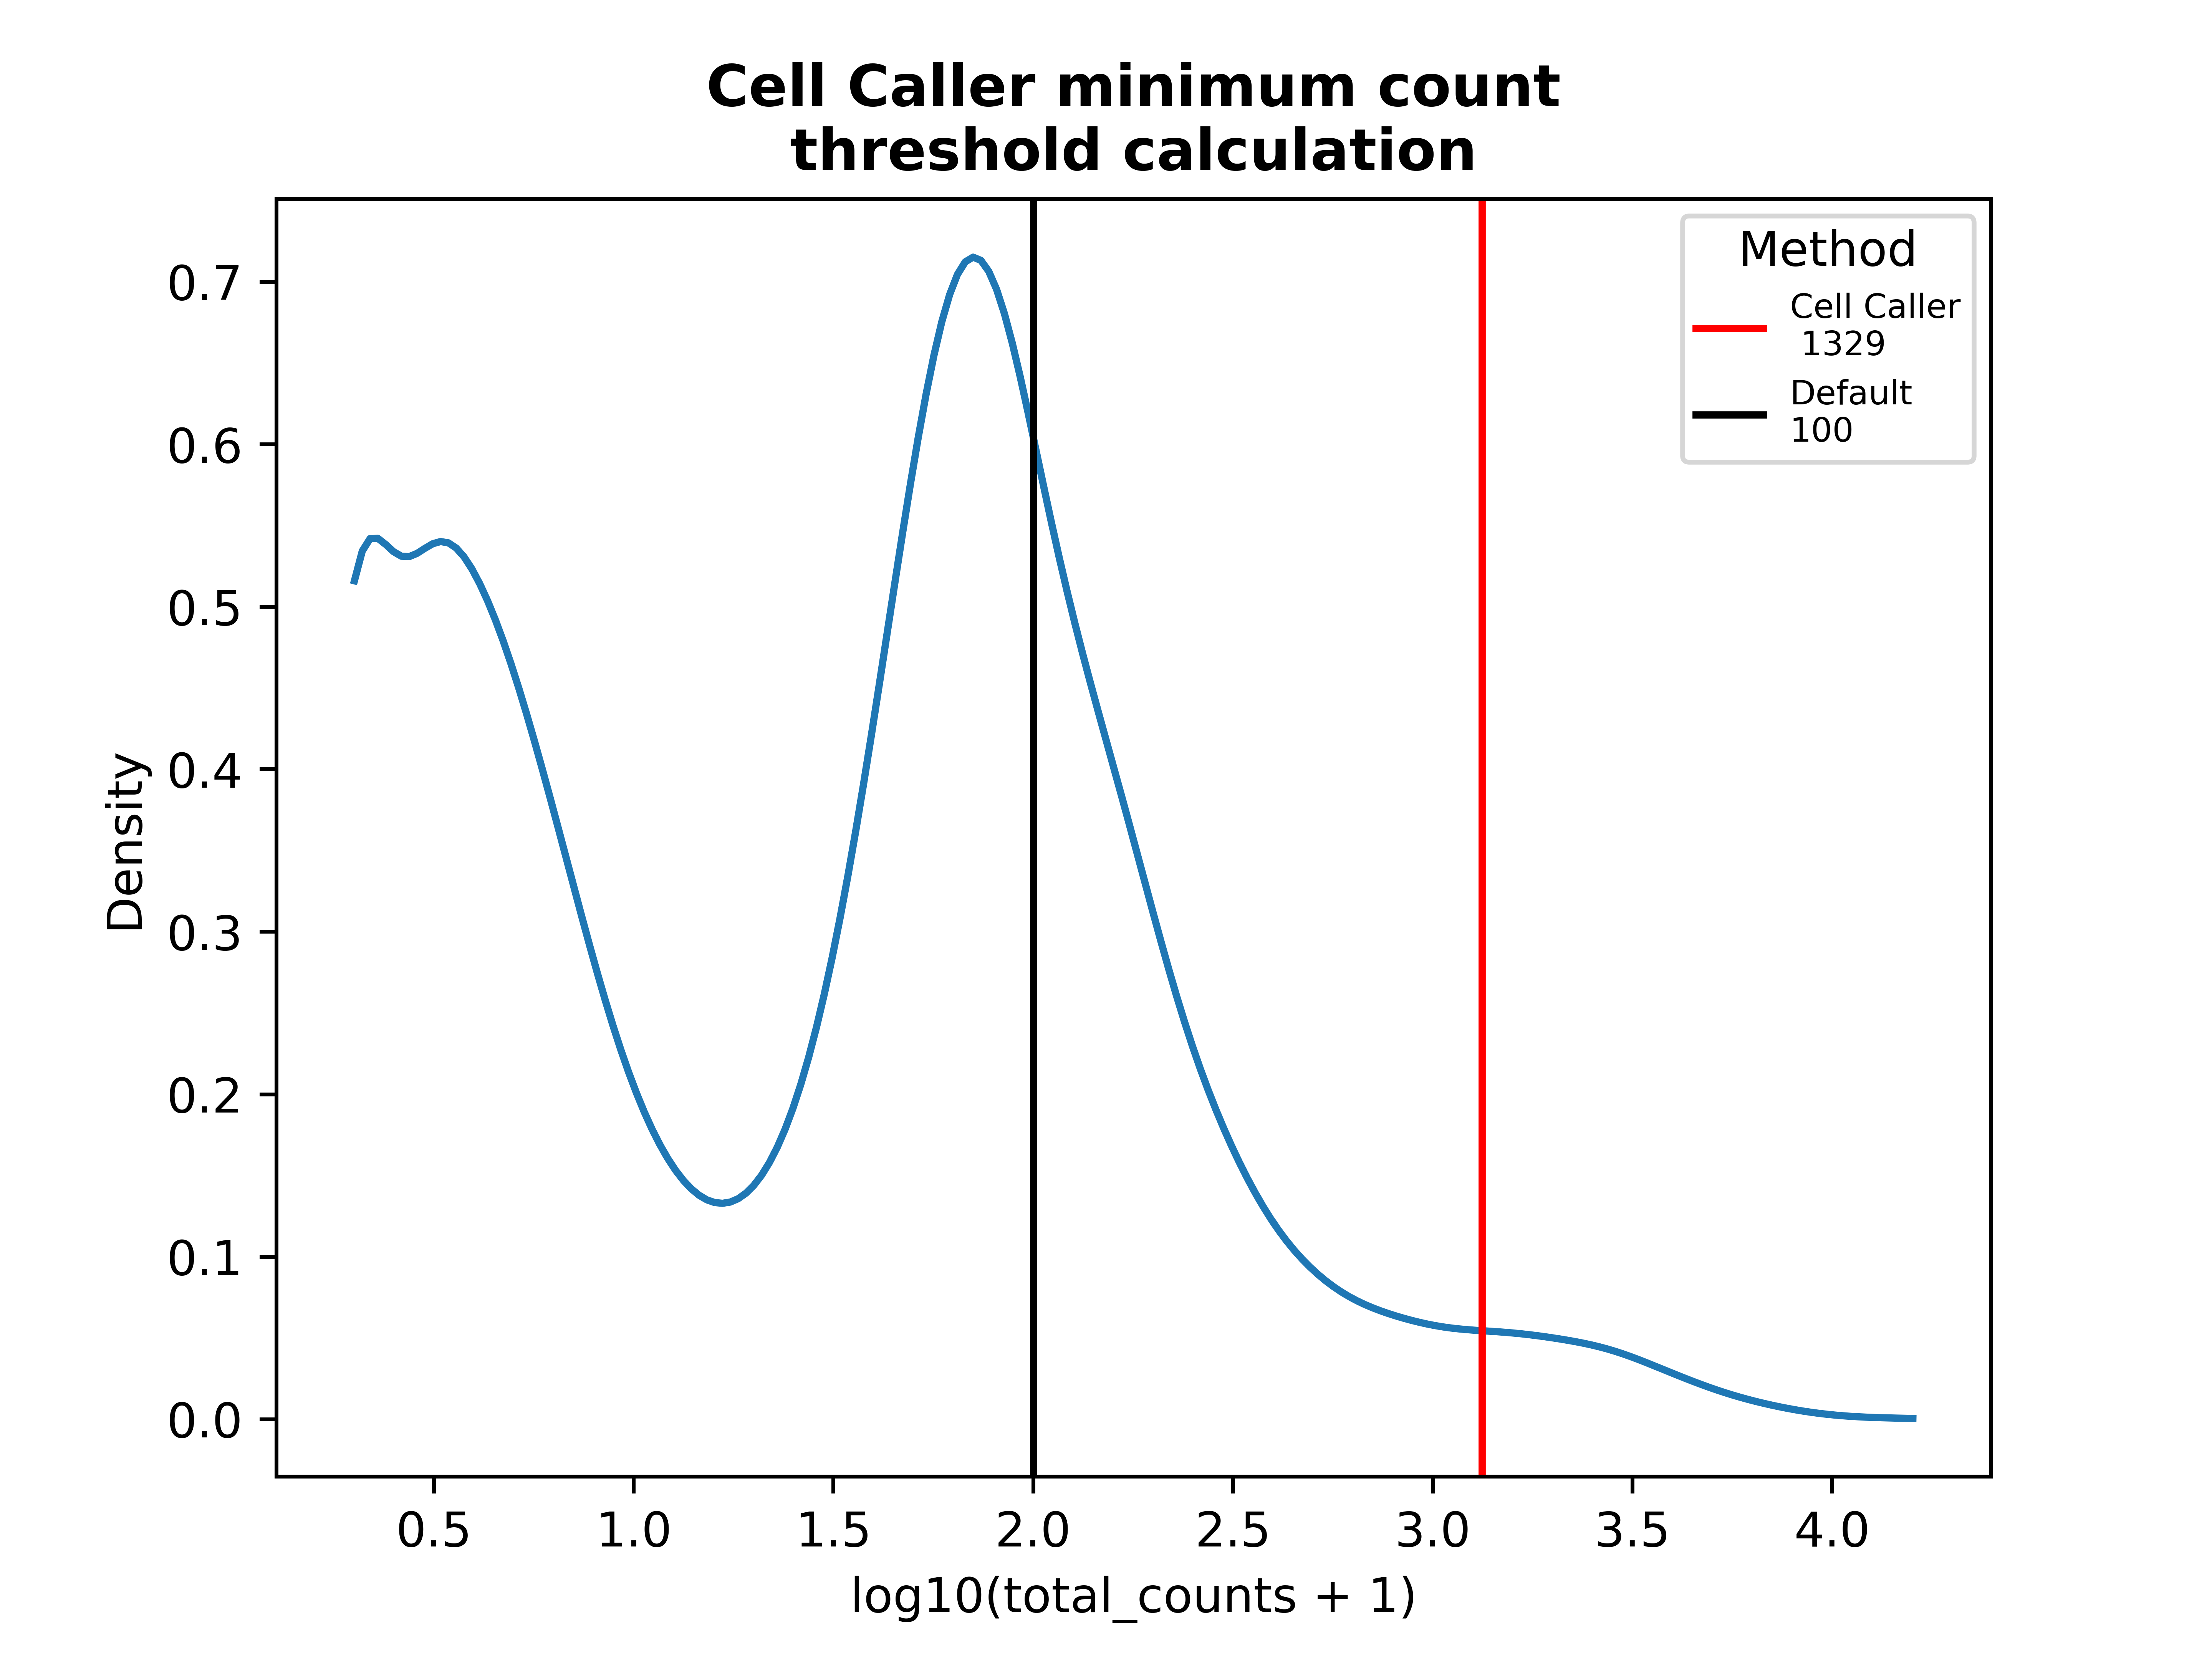 Cell Caller minimum count
threshold calculation
Method
Cell Caller
1329
Default
100
Density
0.7
0.6
0.5
0.4
0.3
0.2
0.1
0.0
0.5 1.0 1.5 2.0 2.5 3.0 3.5 4.0
log10(total_counts + 1)